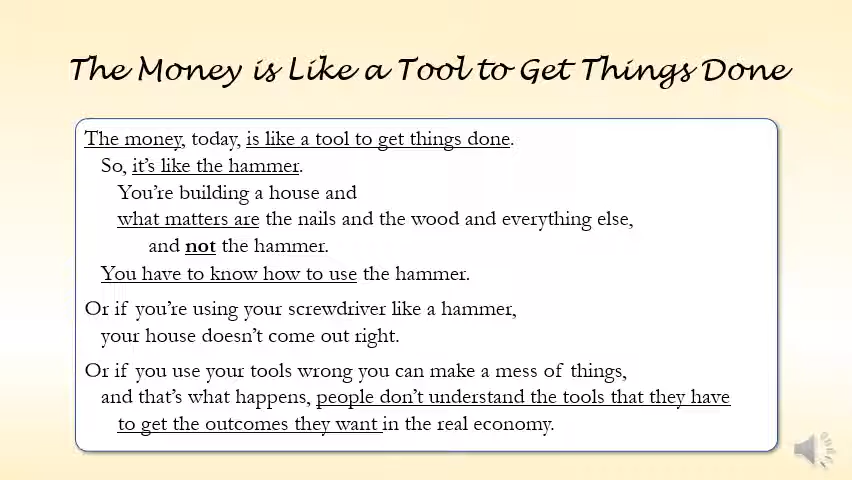 The Money is Like a Tool to Get Things Done
The money, today, is like a tool to get things done.
So, it's like the hammer.
You're building a house and
what matters are the nails and the wood and everything else,
and not the hammer.
You have to know how to use the hammer.
Or if you're using your screwdriver like a hammer,
your house doesn't come out right.
Or if you use your tools wrong you can make a mess of things,
and that's what happens, people don't understand the tools that they have
to get the outcomes they want in the real economy.